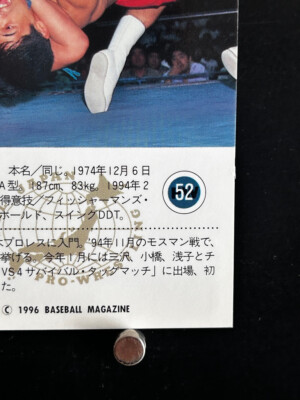 本名／同じ、1974年12月6日
A型、187cm、83kg、1994年2
得意技／フィッシャーマンズ・
ホールド、スイングDDT。
52
木プロレスに入門。'94年11月のモスマン戦で、
挙げる。今年1月には三沢、小橋、浅子とチ
VS4サバイバル・タッグマッチ」に出場、初
た。
JAPAN
PRO-WRESTLING
© 1996 BASEBALL MAGAZINE